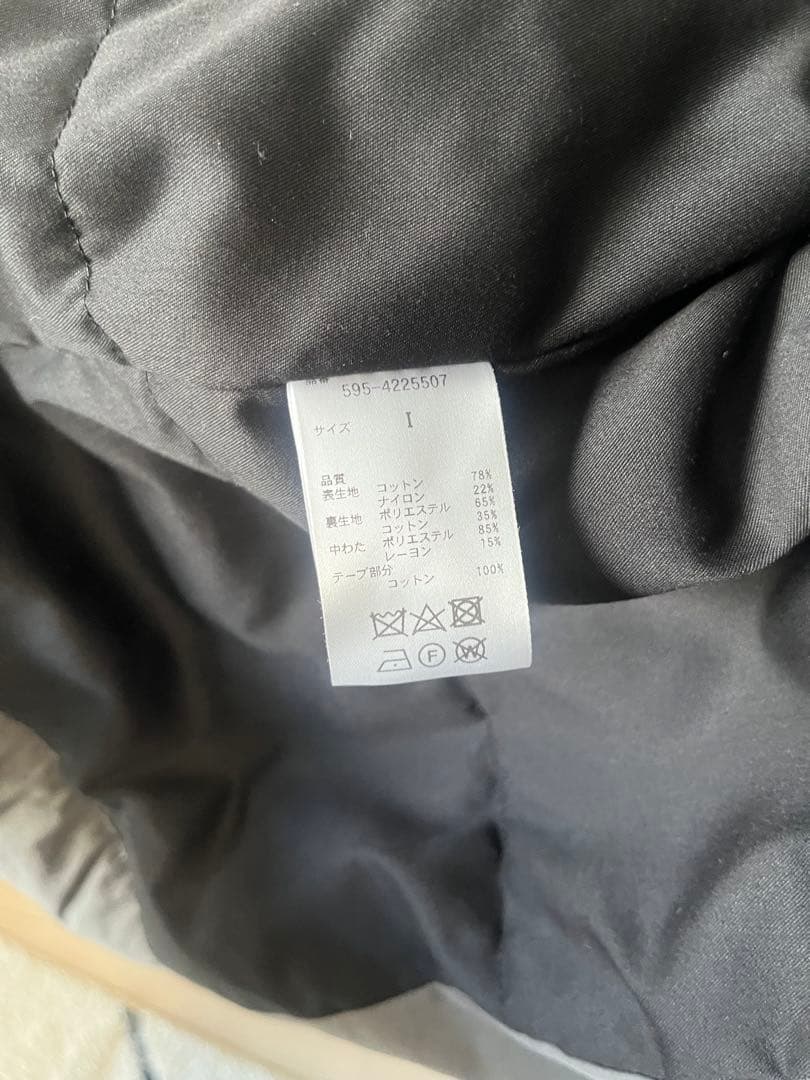 品番 595-4225507
サイズ I
品質
表生地 コットン 78%
ナイロン 22%
裏生地 ポリエステル 65%
コットン 35%
中わた ポリエステル 85%
レーヨン 15%
テープ部分
コットン 100%
F W